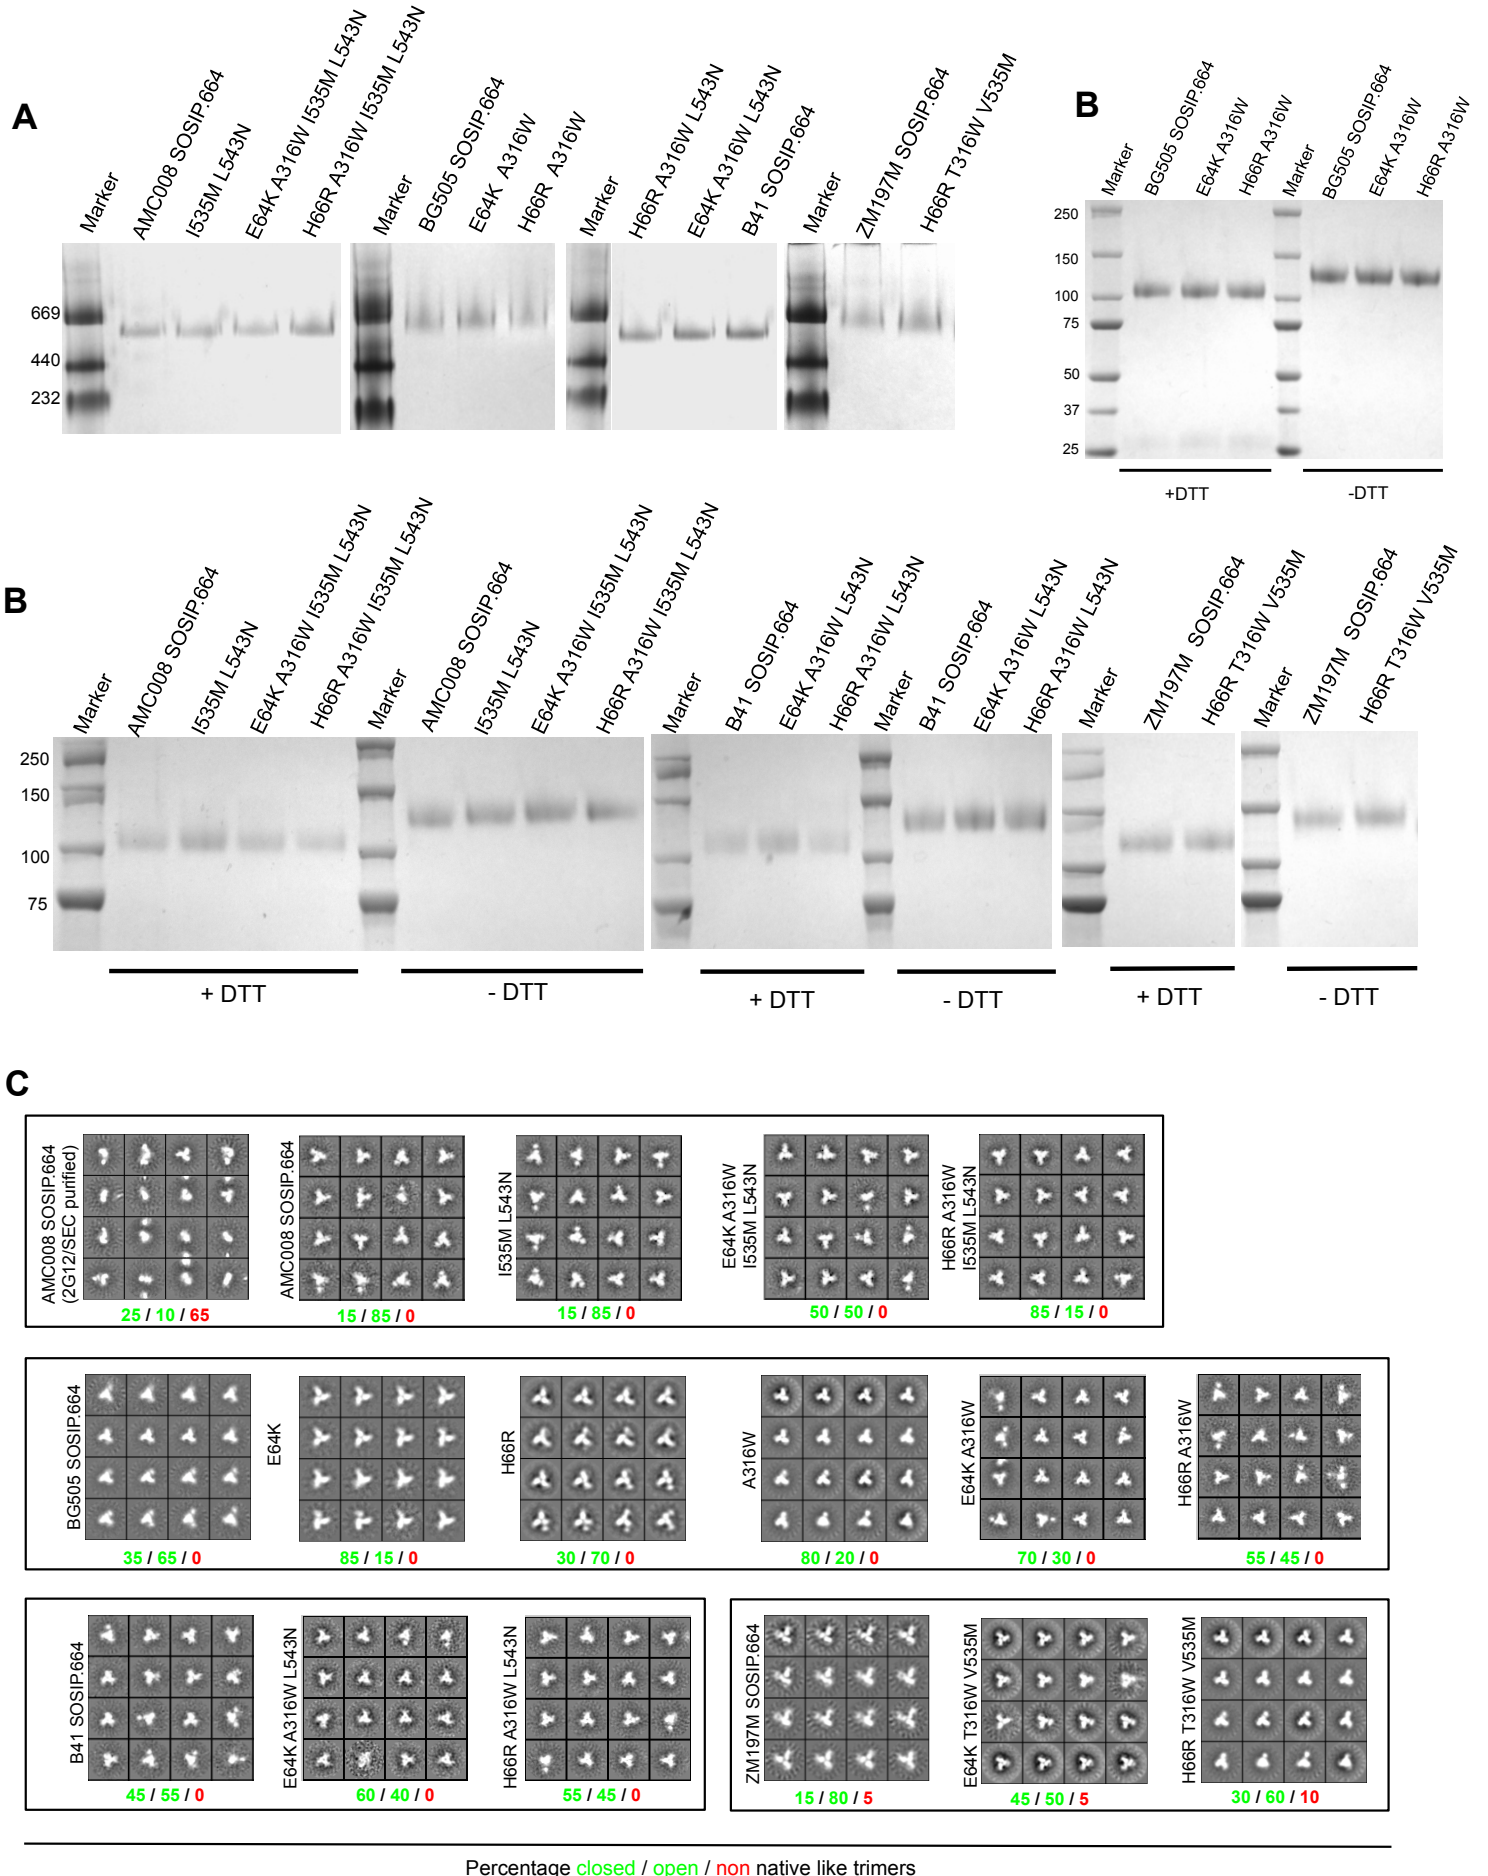 A
Marker
AMC008 SOSIP.664
I535M L543N
E64K A316W I535M L543N
H66R A316W I535M L543N
Marker
BG505 SOSIP.664
E64K A316W
H66R A316W
Marker
H66R A316W L543N
E64K A316W L543N
B41 SOSIP.664
Marker
ZM197M SOSIP.664
H66R T316W V535M
669
440
232
B
Marker
BG505 SOSIP.664
E64K A316W
H66R A316W
Marker
BG505 SOSIP.664
E64K A316W
H66R A316W
250
150
100
75
50
37
25
+DTT
-DTT
B
Marker
AMC008 SOSIP.664
I535M L543N
E64K A316W I535M L543N
H66R A316W I535M L543N
Marker
AMC008 SOSIP.664
I535M L543N
E64K A316W I535M L543N
H66R A316W I535M L543N
Marker
B41 SOSIP.664
E64K A316W L543N
H66R A316W L543N
Marker
B41 SOSIP.664
E64K A316W L543N
H66R A316W L543N
Marker
ZM197M SOSIP.664
H66R T316W V535M
Marker
ZM197M SOSIP.664
H66R T316W V535M
250
150
100
75
+ DTT
- DTT
+ DTT
- DTT
+ DTT
- DTT
C
AMC008 SOSIP.664
(2G12/SEC purified)
25 / 10 / 65
AMC008 SOSIP.664
15 / 85 / 0
I535M L543N
15 / 85 / 0
E64K A316W
I535M L543N
50 / 50 / 0
H66R A316W
I535M L543N
85 / 15 / 0
BG505 SOSIP.664
35 / 65 / 0
E64K
85 / 15 / 0
H66R
30 / 70 / 0
A316W
80 / 20 / 0
E64K A316W
70 / 30 / 0
H66R A316W
55 / 45 / 0
B41 SOSIP.664
45 / 55 / 0
E64K A316W L543N
60 / 40 / 0
H66R A316W L543N
55 / 45 / 0
ZM197M SOSIP.664
15 / 80 / 5
E64K T316W V535M
45 / 50 / 5
H66R T316W V535M
30 / 60 / 10
Percentage closed / open / non native like trimers